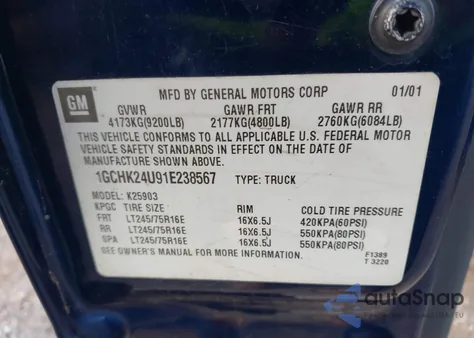 GM
MFD BY GENERAL MOTORS CORP 01/01
GVWR GAWR FRT GAWR RR
4173KG(9200LB) 2177KG(4800LB) 2760KG(6084LB)
THIS VEHICLE CONFORMS TO ALL APPLICABLE U.S. FEDERAL MOTOR
VEHICLE SAFETY STANDARDS IN EFFECT ON THE DATE OF
MANUFACTURE SHOWN ABOVE.
1GCHK24U91E238567 TYPE: TRUCK
MODEL: K25903
KPGC TIRE SIZE RIM COLD TIRE PRESSURE
FRT LT245/75R16E 16X6.5J 420KPA(60PSI)
RR LT245/75R16E 16X6.5J 550KPA(80PSI)
SPA LT245/75R16E 16X6.5J 550KPA(80PSI)
SEE OWNER'S MANUAL FOR MORE INFORMATION.
F1389
T 3220
autoSnap